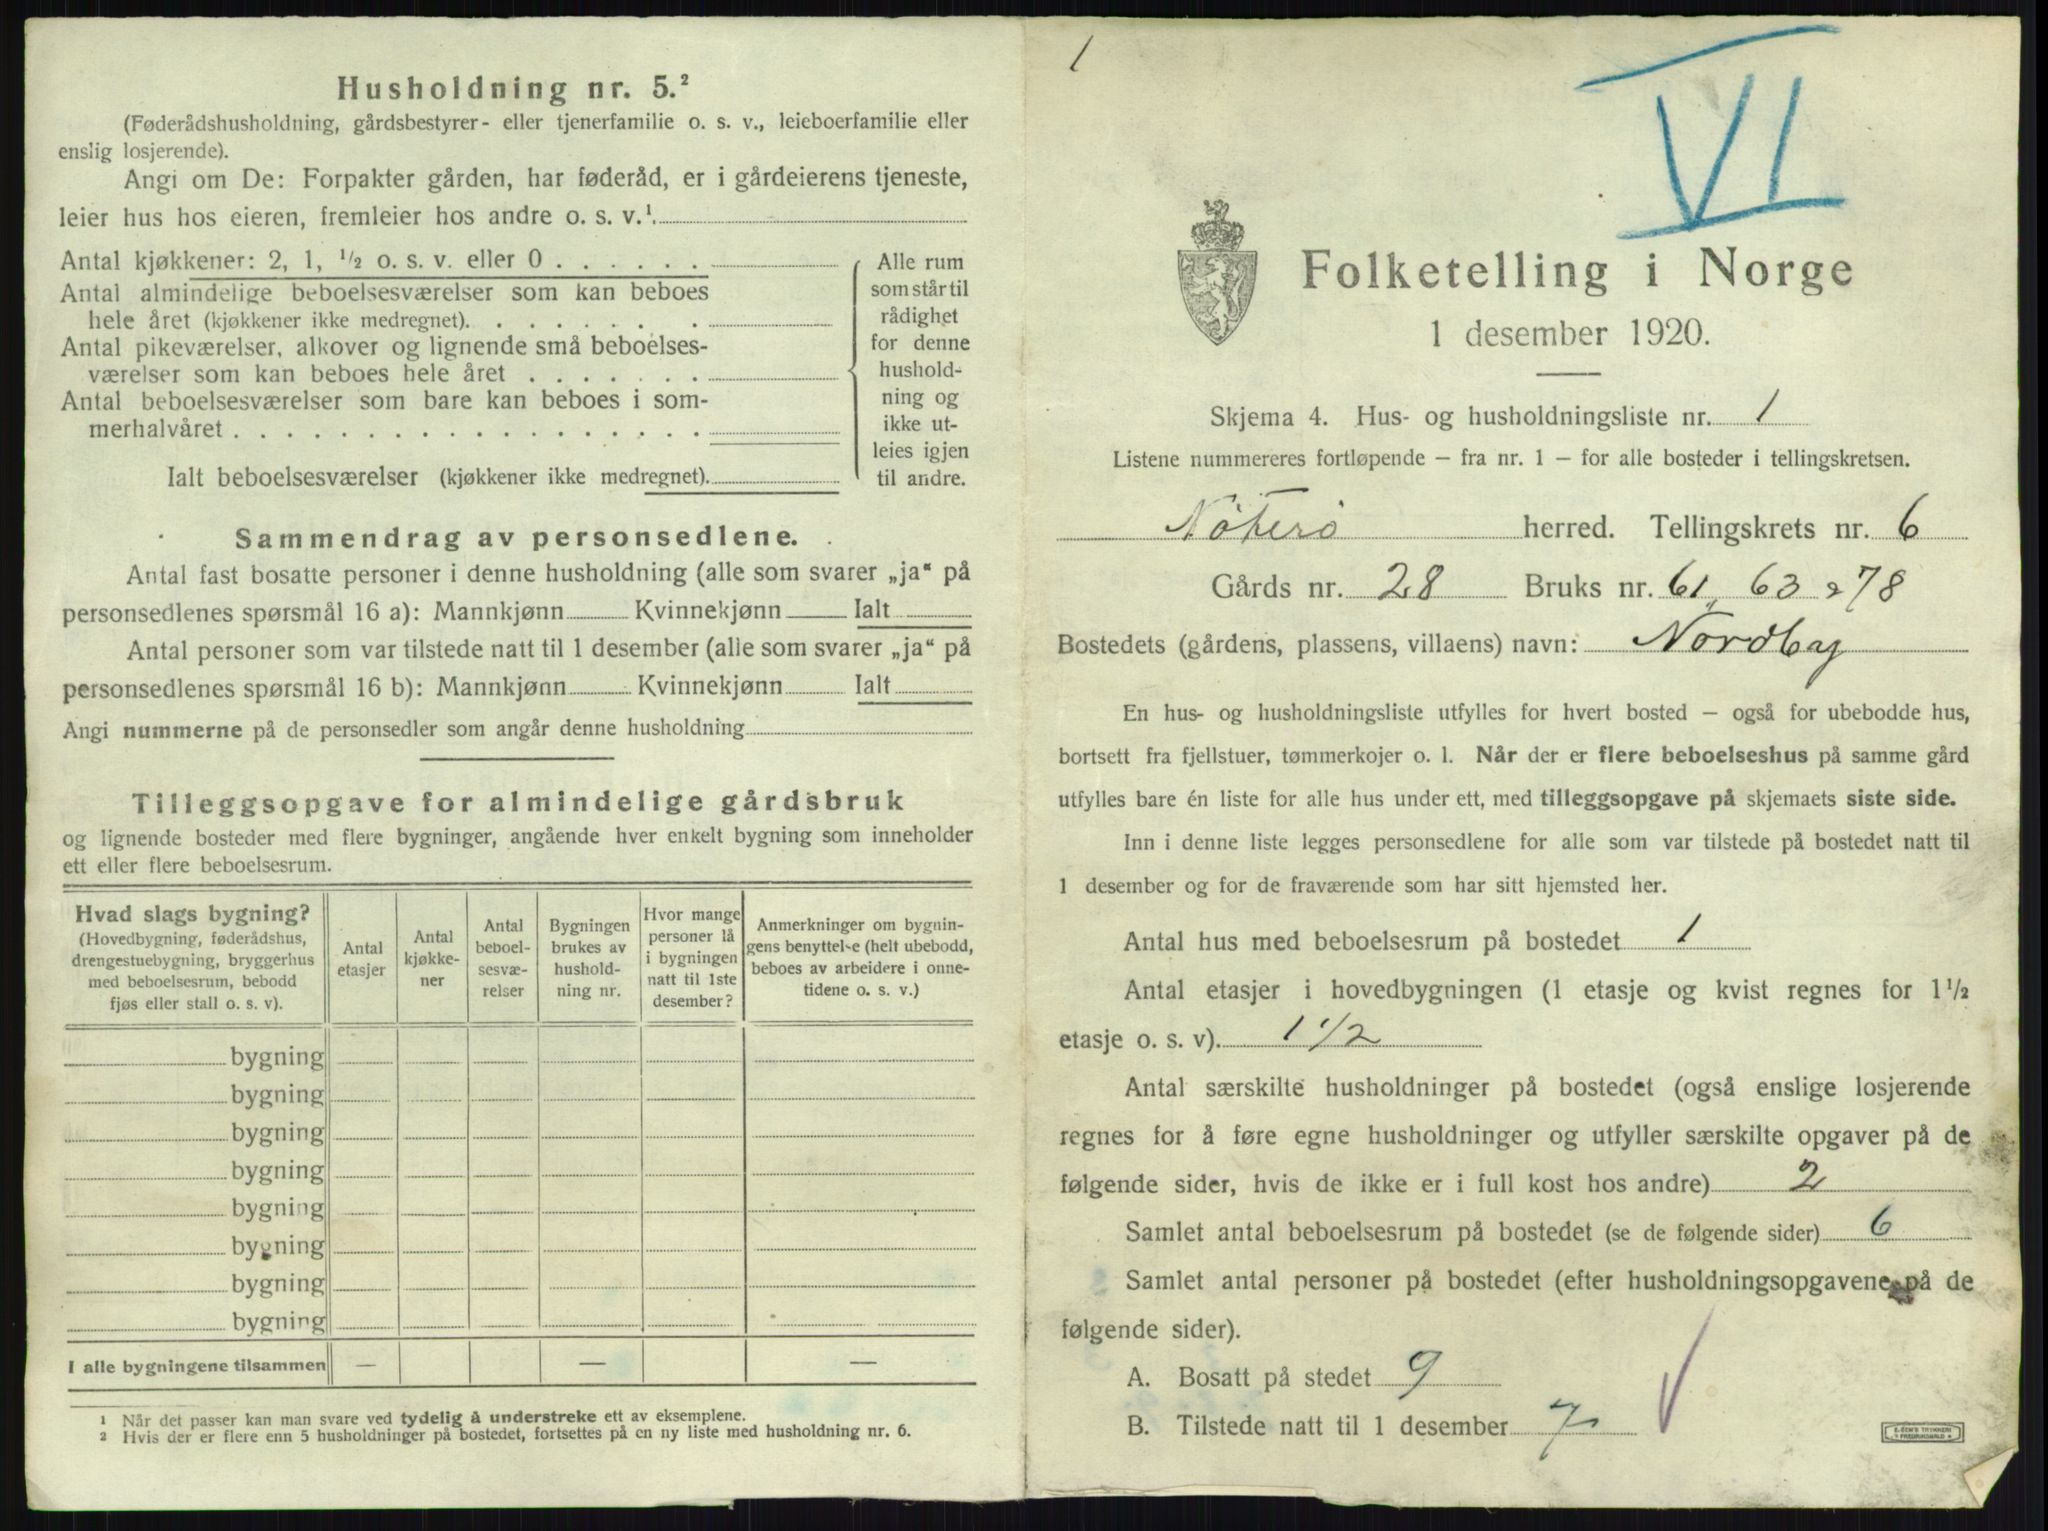 Husholdning nr. 5.²
(Føderådshusholdning, gårdsbestyrer- eller tjenerfamilie o. s. v., leieboerfamilie eller
enslig losjerende).
Angi om De: Forpakter gården, har føderåd, er i gårdeierens tjeneste,
leier hus hos eieren, fremleier hos andre o. s. v.¹
Antal kjøkkener: 2, 1, ½ o. s. v. eller 0
Antal almindelige beboelsesværelser som kan beboes
hele året (kjøkkener ikke medregnet).
Antal pikeværelser, alkover og lignende små beboelses-
værelser som kan beboes hele året
Antal beboelsesværelser som bare kan beboes i som-
merhalvåret
Ialt beboelsesværelser (kjøkkener ikke medregnet).
Alle rum
som står til
rådighet
for denne
hushold-
ning og
ikke ut-
leies igjen
til andre.
Sammendrag av personsedlene.
Antal fast bosatte personer i denne husholdning (alle som svarer „ja“ på
personsedlenes spørsmål 16 a): Mannkjønn Kvinnekjønn Ialt
Antal personer som var tilstede natt til 1 desember (alle som svarer „ja“ på
personsedlenes spørsmål 16 b): Mannkjønn Kvinnekjønn Ialt
Angi nummerne på de personsedler som angår denne husholdning
Tilleggsopgave for almindelige gårdsbruk
og lignende bosteder med flere bygninger, angående hver enkelt bygning som inneholder
ett eller flere beboelsesrum.
Hvad slags bygning?
(Hovedbygning, føderådshus,
drengestuebygning, bryggerhus
med beboelsesrum, bebodd
fjøs eller stall o. s. v).
Antal
etasjer
Antal
kjøkke-
ner
Antal
beboel-
sesvæ-
relser
Bygningen
brukes av
hushold-
ning nr.
Hvor mange
personer lå
i bygningen
natt til 1ste
desember?
Anmerkninger om bygnin-
gens benyttelse (helt ubebodd,
beboes av arbeidere i onne-
tidene o. s. v.)
bygning
bygning
bygning
bygning
bygning
bygning
bygning
bygning
I alle bygningene tilsammen — — —
¹ Når det passer kan man svare ved tydelig å understreke ett av eksemplene.
² Hvis der er flere enn 5 husholdninger på bostedet, fortsettes på en ny liste med husholdning nr. 6.
1
VI
Folketelling i Norge
1 desember 1920.
Skjema 4. Hus- og husholdningsliste nr. 1
Listene nummereres fortløpende — fra nr. 1 — for alle bosteder i tellingskretsen.
Nøterö herred. Tellingskrets nr. 6
Gårds nr. 28 Bruks nr. 61, 63 & 78
Bostedets (gårdens, plassens, villaens) navn: Nordby
En hus- og husholdningsliste utfylles for hvert bosted — også for ubebodde hus,
bortsett fra fjellstuer, tømmerkojer o. l. Når der er flere beboelseshus på samme gård
utfylles bare én liste for alle hus under ett, med tilleggsopgave på skjemaets siste side.
Inn i denne liste legges personsedlene for alle som var tilstede på bostedet natt til
1 desember og for de fraværende som har sitt hjemsted her.
Antal hus med beboelsesrum på bostedet 1
Antal etasjer i hovedbygningen (1 etasje og kvist regnes for 1½
etasje o. s. v). 1 1/2
Antal særskilte husholdninger på bostedet (også enslige losjerende
regnes for å føre egne husholdninger og utfyller særskilte opgaver på de
følgende sider, hvis de ikke er i full kost hos andre) 2
Samlet antal beboelsesrum på bostedet (se de følgende sider) 6
Samlet antal personer på bostedet (efter husholdningsopgavene på de
følgende sider).
A. Bosatt på stedet 9
B. Tilstede natt til 1 desember 7